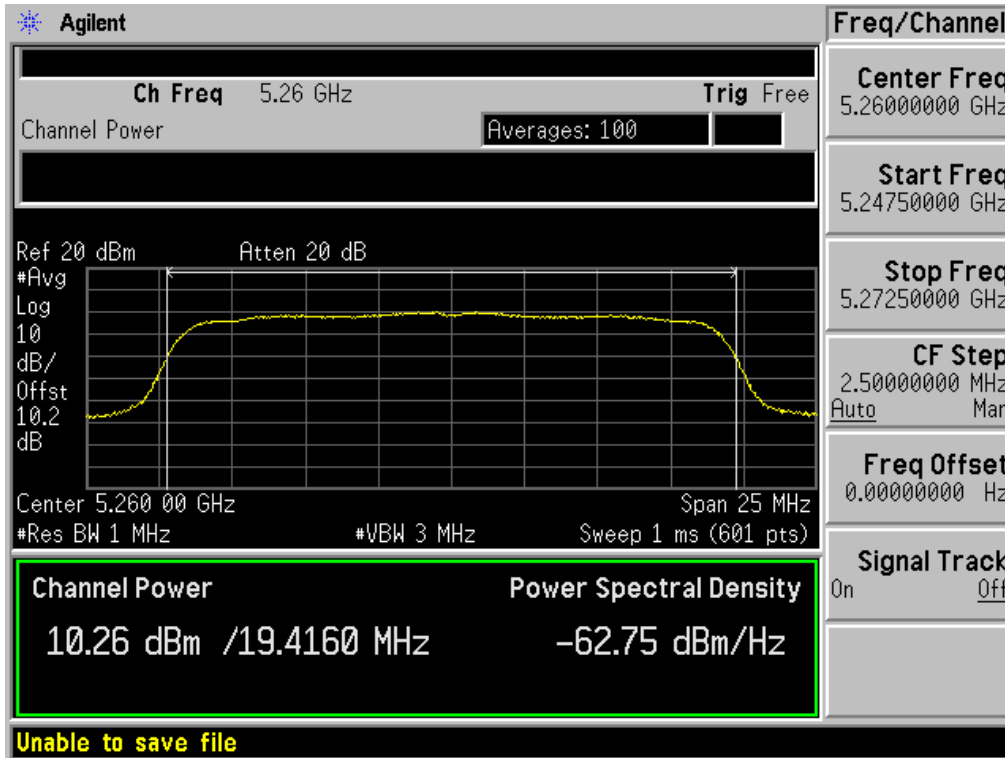 Agilent
Freq/Channel
Ch Freq 5.26 GHz Trig Free
Channel Power Averages: 100
Center Freq
5.26000000 GHz
Start Freq
5.24750000 GHz
Stop Freq
5.27250000 GHz
CF Step
2.50000000 MHz
Auto Man
Freq Offset
0.00000000 Hz
Signal Track
On Off
Ref 20 dBm Atten 20 dB
#Avg
Log
10
dB/
Offst
10.2
dB
Center 5.260 00 GHz Span 25 MHz
#Res BW 1 MHz #VBW 3 MHz Sweep 1 ms (601 pts)
Channel Power Power Spectral Density
10.26 dBm /19.4160 MHz -62.75 dBm/Hz
Unable to save file